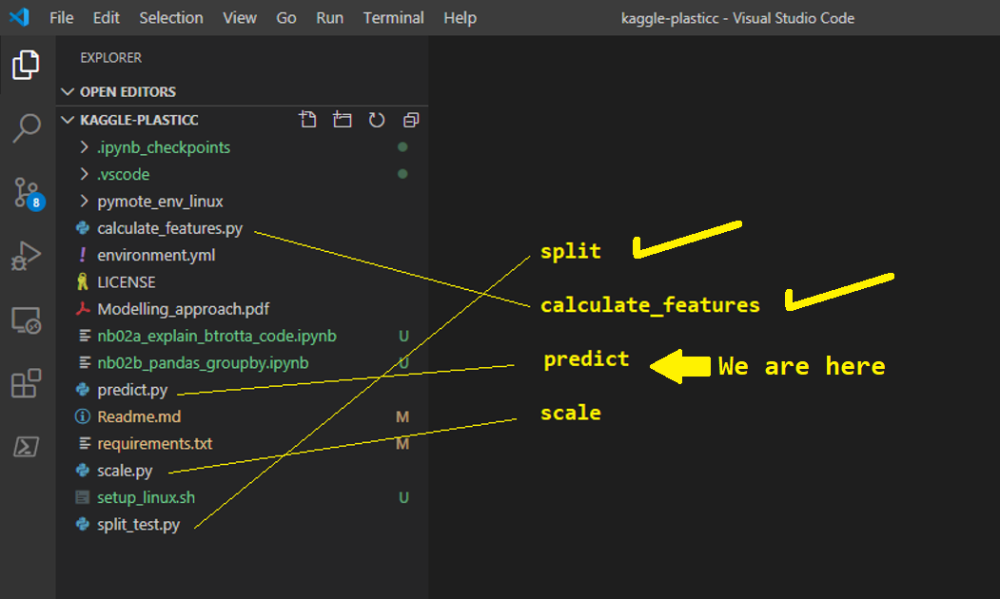 File Edit Selection View Go Run Terminal Help kaggle-plasticc - Visual Studio Code
EXPLORER
OPEN EDITORS
KAGGLE-PLASTICC
.ipynb_checkpoints
.vscode
8
pymote_env_linux
calculate_features.py
environment.yml
LICENSE
Modelling_approach.pdf
nb02a_explain_btrotta_code.ipynb U
nb02b_pandas_groupby.ipynb U
predict.py
Readme.md M
requirements.txt M
scale.py
setup_linux.sh U
split_test.py
split
calculate_features
predict We are here
scale